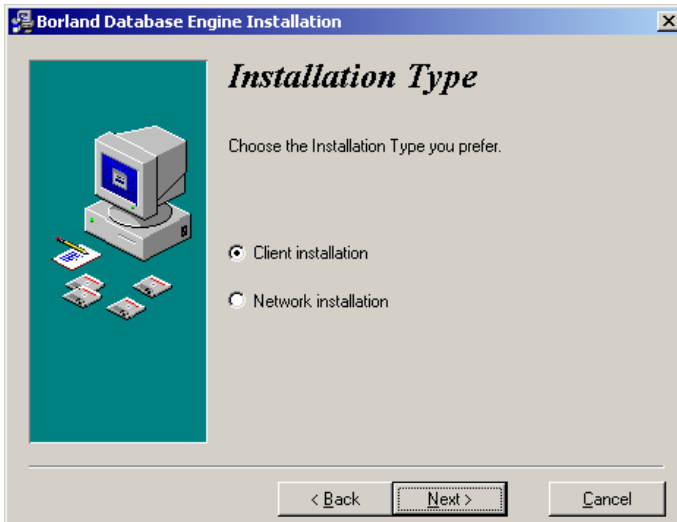 Borland Database Engine Installation
Installation Type
Choose the Installation Type you prefer.
Client installation
Network installation
< Back
Next >
Cancel